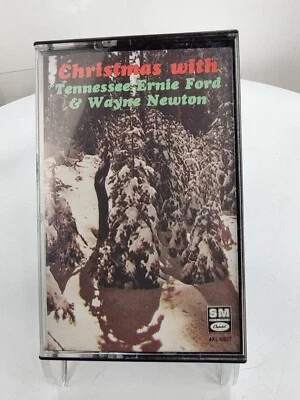 Christmas with
Tennessee Ernie Ford
& Wayne Newton
SM
Capitol